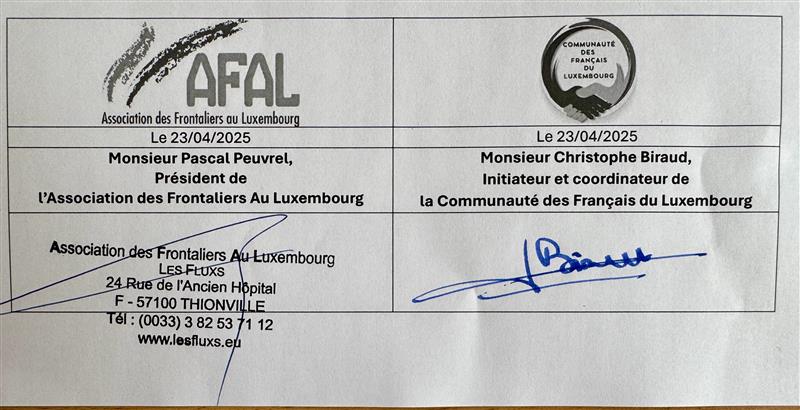 AFAL
Association des Frontaliers au Luxembourg
Le 23/04/2025
Monsieur Pascal Peuvrel,
Président de
l'Association des Frontaliers Au Luxembourg
Association des Frontaliers Au Luxembourg
LES FLUXS
24 Rue de l'Ancien Hôpital
F - 57100 THIONVILLE
Tél : (0033) 3 82 53 71 12
www.lesfluxs.eu
COMMUNAUTÉ
DES
FRANÇAIS
DU
LUXEMBOURG
Le 23/04/2025
Monsieur Christophe Biraud,
Initiateur et coordinateur de
la Communauté des Français du Luxembourg